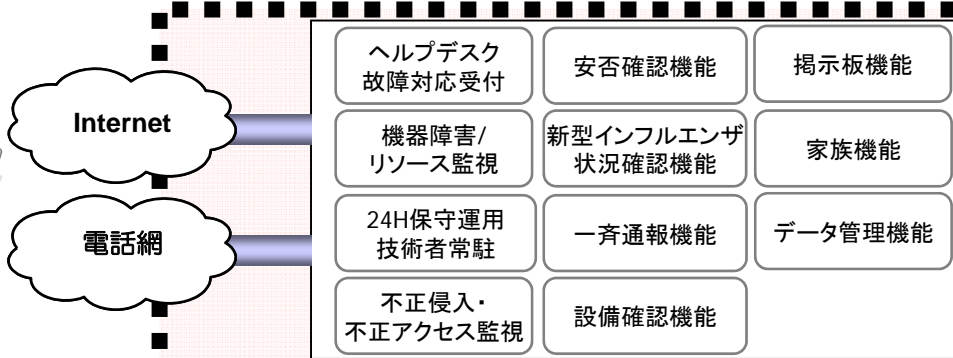 Internet
電話網
ヘルプデスク
故障対応受付
機器障害/
リソース監視
24H保守運用
技術者常駐
不正侵入・
不正アクセス監視
安否確認機能
新型インフルエンザ
状況確認機能
一斉通報機能
設備確認機能
掲示板機能
家族機能
データ管理機能